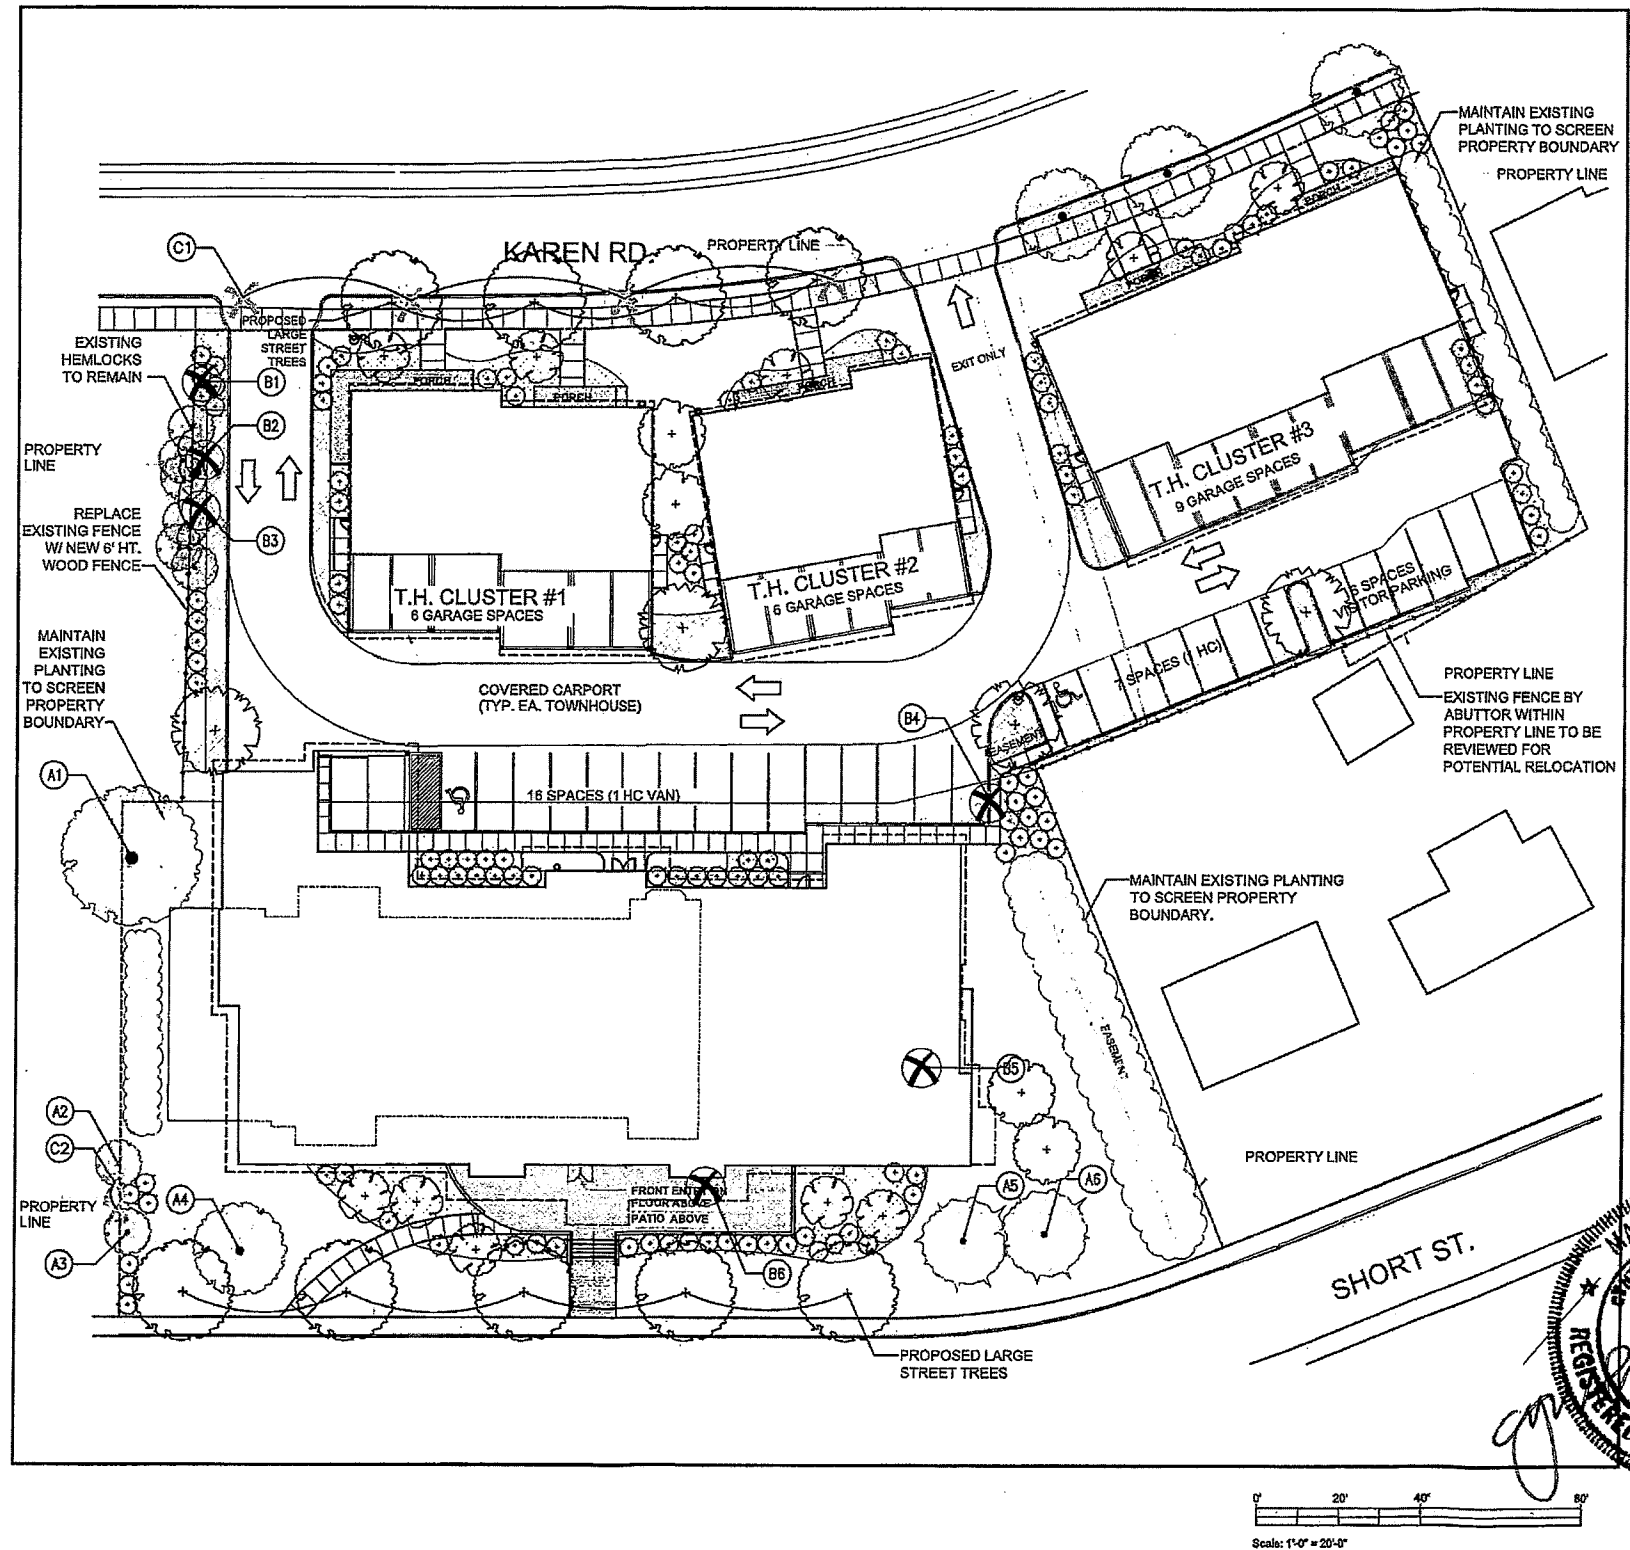 MAINTAIN EXISTING
PLANTING TO SCREEN
PROPERTY BOUNDARY
PROPERTY LINE
C1
KAREN RD
PROPERTY LINE
PROPOSED
LARGE
STREET
TREES
EXISTING
HEMLOCKS
TO REMAIN
B1
B2
PROPERTY
LINE
B3
REPLACE
EXISTING FENCE
W/ NEW 6' HT.
WOOD FENCE
PORCH
PORCH
PORCH
PORCH
PORCH
EXIT ONLY
T.H. CLUSTER #1
6 GARAGE SPACES
T.H. CLUSTER #2
6 GARAGE SPACES
T.H. CLUSTER #3
9 GARAGE SPACES
6 SPACES
VISITOR PARKING
7 SPACES (1 HC)
MAINTAIN
EXISTING
PLANTING
TO SCREEN
PROPERTY
BOUNDARY
COVERED CARPORT
(TYP. EA. TOWNHOUSE)
B4
EASEMENT
PROPERTY LINE
EXISTING FENCE BY
ABUTTOR WITHIN
PROPERTY LINE TO BE
REVIEWED FOR
POTENTIAL RELOCATION
A1
16 SPACES (1 HC VAN)
MAINTAIN EXISTING PLANTING
TO SCREEN PROPERTY
BOUNDARY.
EASEMENT
B5
A2
C2
PROPERTY
LINE
A4
A3
FRONT ENTRY
FLOOR ABOVE
PATIO ABOVE
A5
A6
B6
PROPERTY LINE
SHORT ST.
PROPOSED LARGE
STREET TREES
REGISTERED
0' 20' 40' 80'
Scale: 1'-0" = 20'-0"